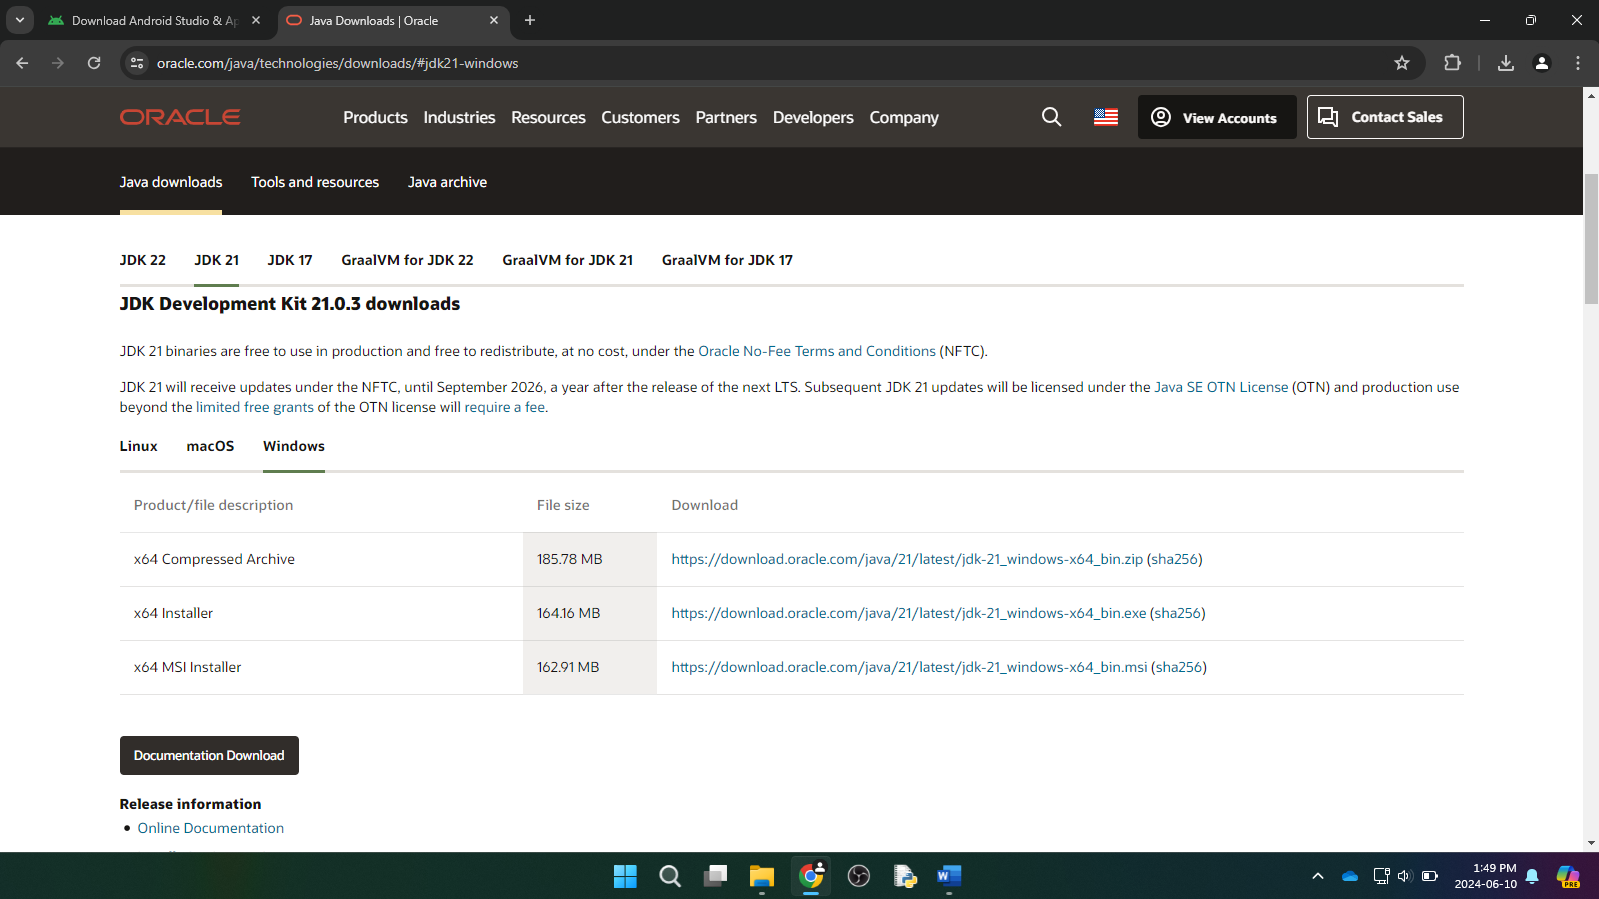 Download Android Studio & Ap
Java Downloads | Oracle
oracle.com/java/technologies/downloads/#jdk21-windows
ORACLE
Products Industries Resources Customers Partners Developers Company
View Accounts
Contact Sales
Java downloads Tools and resources Java archive
JDK 22 JDK 21 JDK 17 GraalVM for JDK 22 GraalVM for JDK 21 GraalVM for JDK 17
JDK Development Kit 21.0.3 downloads
JDK 21 binaries are free to use in production and free to redistribute, at no cost, under the Oracle No-Fee Terms and Conditions (NFTC).
JDK 21 will receive updates under the NFTC, until September 2026, a year after the release of the next LTS. Subsequent JDK 21 updates will be licensed under the Java SE OTN License (OTN) and production use
beyond the limited free grants of the OTN license will require a fee.
Linux macOS Windows
Product/file description File size Download
x64 Compressed Archive 185.78 MB https://download.oracle.com/java/21/latest/jdk-21_windows-x64_bin.zip (sha256)
x64 Installer 164.16 MB https://download.oracle.com/java/21/latest/jdk-21_windows-x64_bin.exe (sha256)
x64 MSI Installer 162.91 MB https://download.oracle.com/java/21/latest/jdk-21_windows-x64_bin.msi (sha256)
Documentation Download
Release information
• Online Documentation
W
1:49 PM
2024-06-10
PRE